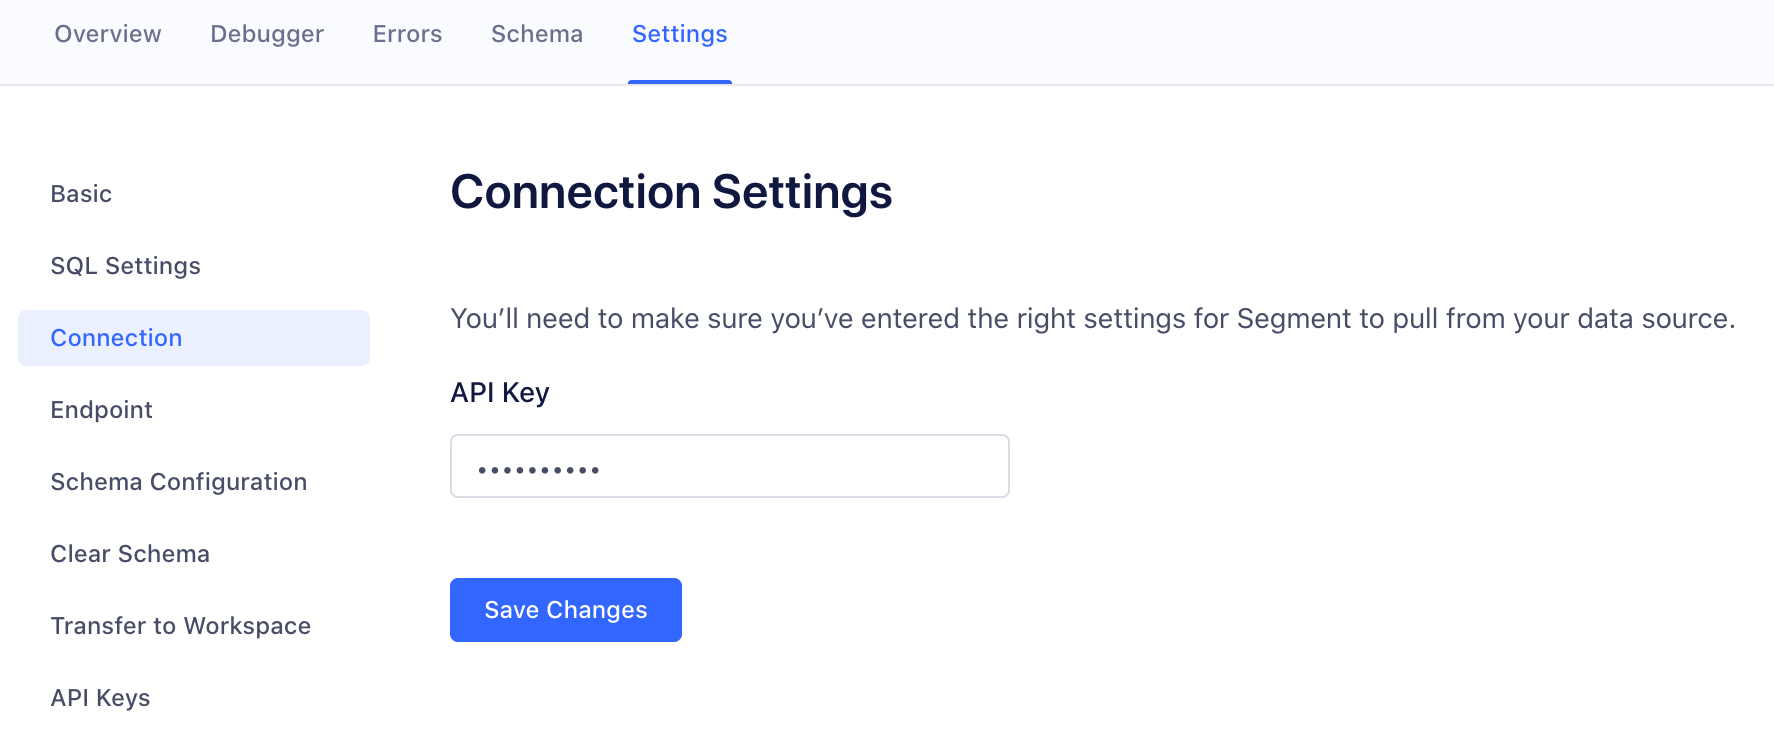 Overview Debugger Errors Schema Settings
Basic
SQL Settings
Connection
Endpoint
Schema Configuration
Clear Schema
Transfer to Workspace
API Keys
Connection Settings
You’ll need to make sure you’ve entered the right settings for Segment to pull from your data source.
API Key
••••••••••
Save Changes